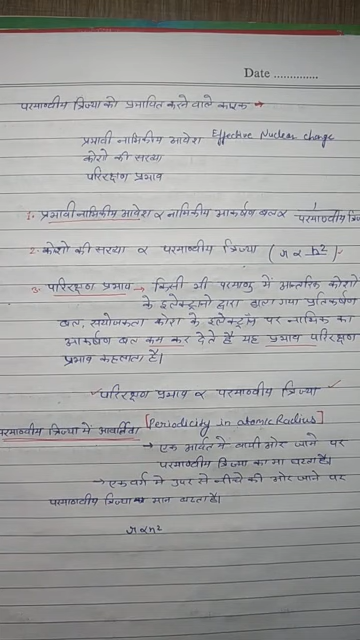 Date ..............
परमाण्वीय त्रिज्या को प्रभावित करने वाले कारक →
प्रभावी नाभिकीय आवेश Effective Nuclear charge
कोशो की संख्या
परिरक्षण प्रभाव
1. प्रभावी नाभिकीय आवेश ∝ नाभिकीय आकर्षण बल ∝ 1/परमाण्वीय त्रि
2. कोशो की संख्या ∝ परमाण्वीय त्रिज्या (r ∝ n²)
3. परिरक्षण प्रभाव → किसी भी परमाणु में आन्तरिक कोशो
के इलेक्ट्रानो द्वारा डाला गया प्रतिकर्षण
बल, संयोजकता कोश के इलेक्ट्रॉन पर नाभिक का
आकर्षण बल कम कर देते है यह प्रभाव परिरक्षण
प्रभाव कहलाता है।
परिरक्षण प्रभाव ∝ परमाण्वीय त्रिज्या
परमाण्वीय त्रिज्या में आवर्तिता [Periodicity in atomic Radius]
→ एक आवर्त में बायी ओर जाने पर
परमाण्वीय त्रिज्या का मा घटता है।
→ एक वर्ग में उपर से नीचे की ओर जाने पर
परमाण्वीय त्रिज्या मान बढता है।
r ∝ n²